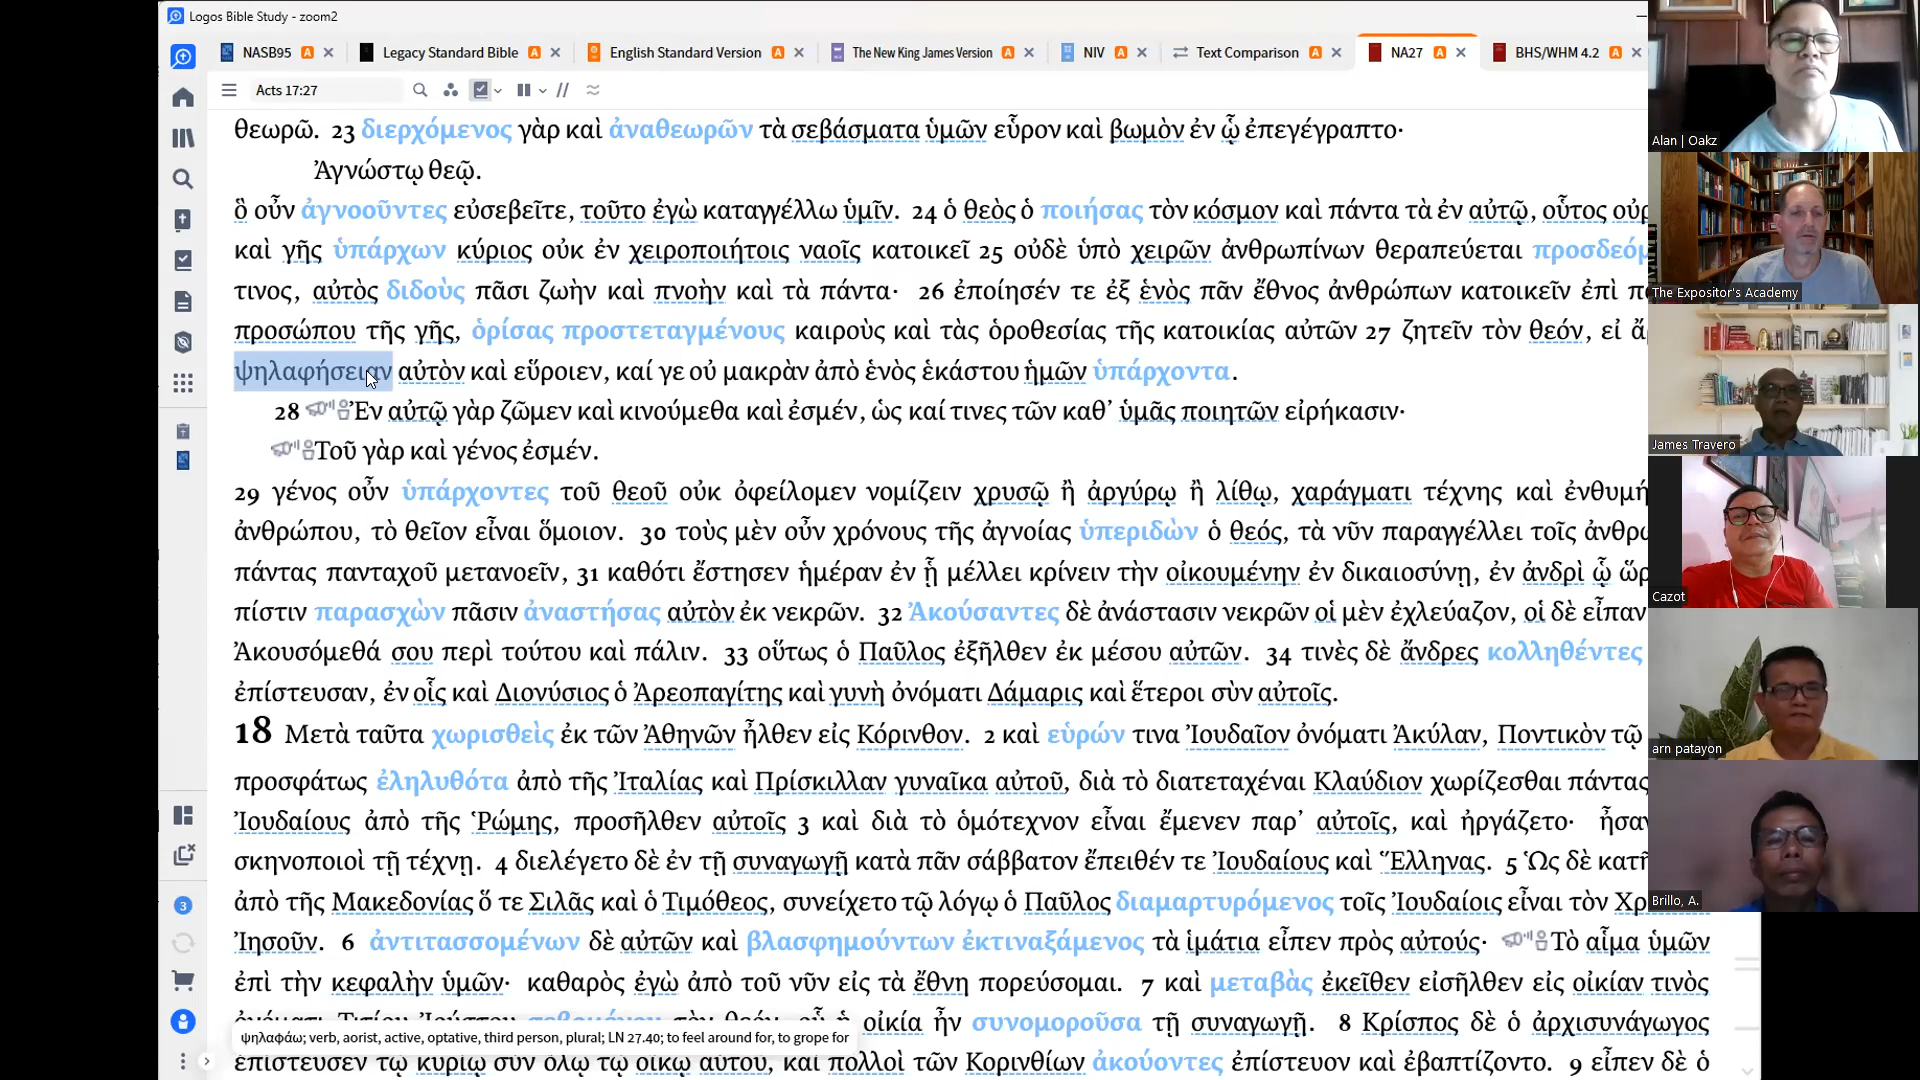 Logos Bible Study - zoom2
NASB95 A Legacy Standard Bible A English Standard Version A The New King James Version A NIV A Text Comparison A NA27 A BHS/WHM 4.2 A
Acts 17:27
θεωρῶ. 23 διερχόμενος γὰρ καὶ ἀναθεωρῶν τὰ σεβάσματα ὑμῶν εὗρον καὶ βωμὸν ἐν ᾧ ἐπεγέγραπτο·
Ἀγνώστῳ θεῷ.
ὃ οὖν ἀγνοοῦντες εὐσεβεῖτε, τοῦτο ἐγὼ καταγγέλλω ὑμῖν. 24 ὁ θεὸς ὁ ποιήσας τὸν κόσμον καὶ πάντα τὰ ἐν αὐτῷ, οὗτος
καὶ γῆς ὑπάρχων κύριος οὐκ ἐν χειροποιήτοις ναοῖς κατοικεῖ 25 οὐδὲ ὑπὸ χειρῶν ἀνθρωπίνων θεραπεύεται
τινος, αὐτὸς διδοὺς πᾶσι ζωὴν καὶ πνοὴν καὶ τὰ πάντα· 26 ἐποίησέν τε ἐξ ἑνὸς πᾶν ἔθνος ἀνθρώπων κατοικεῖν ἐπὶ
προσώπου τῆς γῆς, ὁρίσας προστεταγμένους καιροὺς καὶ τὰς ὁροθεσίας τῆς κατοικίας αὐτῶν 27 ζητεῖν τὸν θεόν, εἰ
ψηλαφήσειαν αὐτὸν καὶ εὕροιεν, καί γε οὐ μακρὰν ἀπὸ ἑνὸς ἑκάστου ἡμῶν ὑπάρχοντα.
28 Ἐν αὐτῷ γὰρ ζῶμεν καὶ κινούμεθα καὶ ἐσμέν, ὡς καί τινες τῶν καθ’ ὑμᾶς ποιητῶν εἰρήκασιν·
Τοῦ γὰρ καὶ γένος ἐσμέν.
29 γένος οὖν ὑπάρχοντες τοῦ θεοῦ οὐκ ὀφείλομεν νομίζειν χρυσῷ ἢ ἀργύρῳ ἢ λίθῳ, χαράγματι τέχνης καὶ
ἀνθρώπου, τὸ θεῖον εἶναι ὅμοιον. 30 τοὺς μὲν οὖν χρόνους τῆς ἀγνοίας ὑπεριδὼν ὁ θεός, τὰ νῦν παραγγέλλει τοῖς
πάντας πανταχοῦ μετανοεῖν, 31 καθότι ἔστησεν ἡμέραν ἐν ᾗ μέλλει κρίνειν τὴν οἰκουμένην ἐν δικαιοσύνῃ, ἐν ἀνδρὶ ᾧ
πίστιν παρασχὼν πᾶσιν ἀναστήσας αὐτὸν ἐκ νεκρῶν. 32 Ἀκούσαντες δὲ ἀνάστασιν νεκρῶν οἱ μὲν ἐχλεύαζον, οἱ δὲ εἶπαν
Ἀκουσόμεθά σου περὶ τούτου καὶ πάλιν. 33 οὕτως ὁ Παῦλος ἐξῆλθεν ἐκ μέσου αὐτῶν. 34 τινὲς δὲ ἄνδρες κολληθέντες
ἐπίστευσαν, ἐν οἷς καὶ Διονύσιος ὁ Ἀρεοπαγίτης καὶ γυνὴ ὀνόματι Δάμαρις καὶ ἕτεροι σὺν αὐτοῖς.
18 Μετὰ ταῦτα χωρισθεὶς ἐκ τῶν Ἀθηνῶν ἦλθεν εἰς Κόρινθον. 2 καὶ εὑρών τινα Ἰουδαῖον ὀνόματι Ἀκύλαν, Ποντικὸν τῷ
προσφάτως ἐληλυθότα ἀπὸ τῆς Ἰταλίας καὶ Πρίσκιλλαν γυναῖκα αὐτοῦ, διὰ τὸ διατεταχέναι Κλαύδιον χωρίζεσθαι πάντας
Ἰουδαίους ἀπὸ τῆς Ῥώμης, προσῆλθεν αὐτοῖς 3 καὶ διὰ τὸ ὁμότεχνον εἶναι ἔμενεν παρ’ αὐτοῖς, καὶ ἠργάζετο· ἦσαν
σκηνοποιοὶ τῇ τέχνῃ. 4 διελέγετο δὲ ἐν τῇ συναγωγῇ κατὰ πᾶν σάββατον ἔπειθέν τε Ἰουδαίους καὶ Ἕλληνας. 5 Ὡς δὲ
ἀπὸ τῆς Μακεδονίας ὅ τε Σιλᾶς καὶ ὁ Τιμόθεος, συνείχετο τῷ λόγῳ ὁ Παῦλος διαμαρτυρόμενος τοῖς Ἰουδαίοις εἶναι τὸν
Ἰησοῦν. 6 ἀντιτασσομένων δὲ αὐτῶν καὶ βλασφημούντων ἐκτιναξάμενος τὰ ἱμάτια εἶπεν πρὸς αὐτούς· Τὸ αἷμα ὑμῶν
ἐπὶ τὴν κεφαλὴν ὑμῶν· καθαρὸς ἐγὼ ἀπὸ τοῦ νῦν εἰς τὰ ἔθνη πορεύσομαι. 7 καὶ μεταβὰς ἐκεῖθεν εἰσῆλθεν εἰς οἰκίαν τινὸς
οἰκία ἦν συνομοροῦσα τῇ συναγωγῇ. 8 Κρίσπος δὲ ὁ ἀρχισυνάγωγος
ψηλαφάω; verb, aorist, active, optative, third person, plural; LN 27.40; to feel around for, to grope for
ἐπίστευσεν τῷ κυρίῳ σὺν ὅλῳ τῷ οἴκῳ αὐτοῦ, καὶ πολλοὶ τῶν Κορινθίων ἀκούοντες ἐπίστευον καὶ ἐβαπτίζοντο. 9 εἶπεν δὲ ὁ
3
Alan | Oakz
The Expositor's Academy
James Travero
Cazot
arn patayon
Brillo, A.